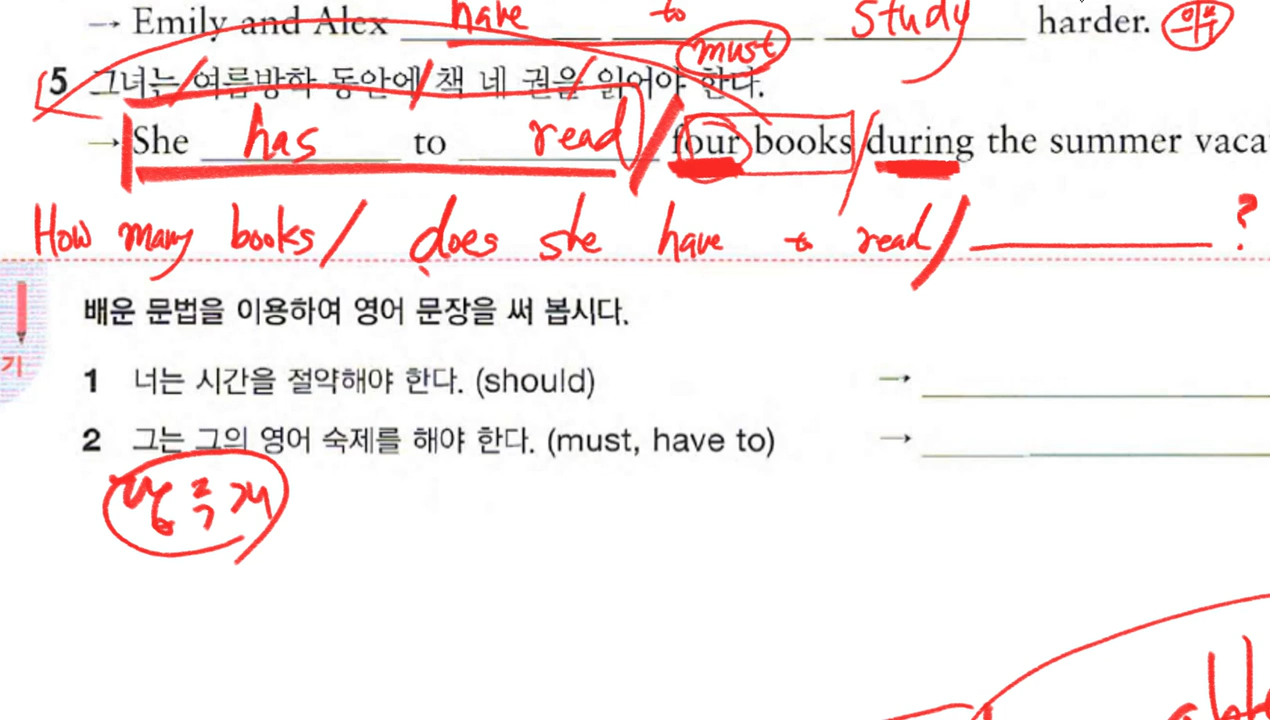 → Emily and Alex have to study harder. 의무
must
5 그녀는 / 여름방학 동안에 / 책 네 권을 / 읽어야 한다.
→ She has to read / four books / during the summer vaca
How many books / does she have to read / ________ ?
배운 문법을 이용하여 영어 문장을 써 봅시다.
기
1 너는 시간을 절약해야 한다. (should) →
2 그는 그의 영어 숙제를 해야 한다. (must, have to) →